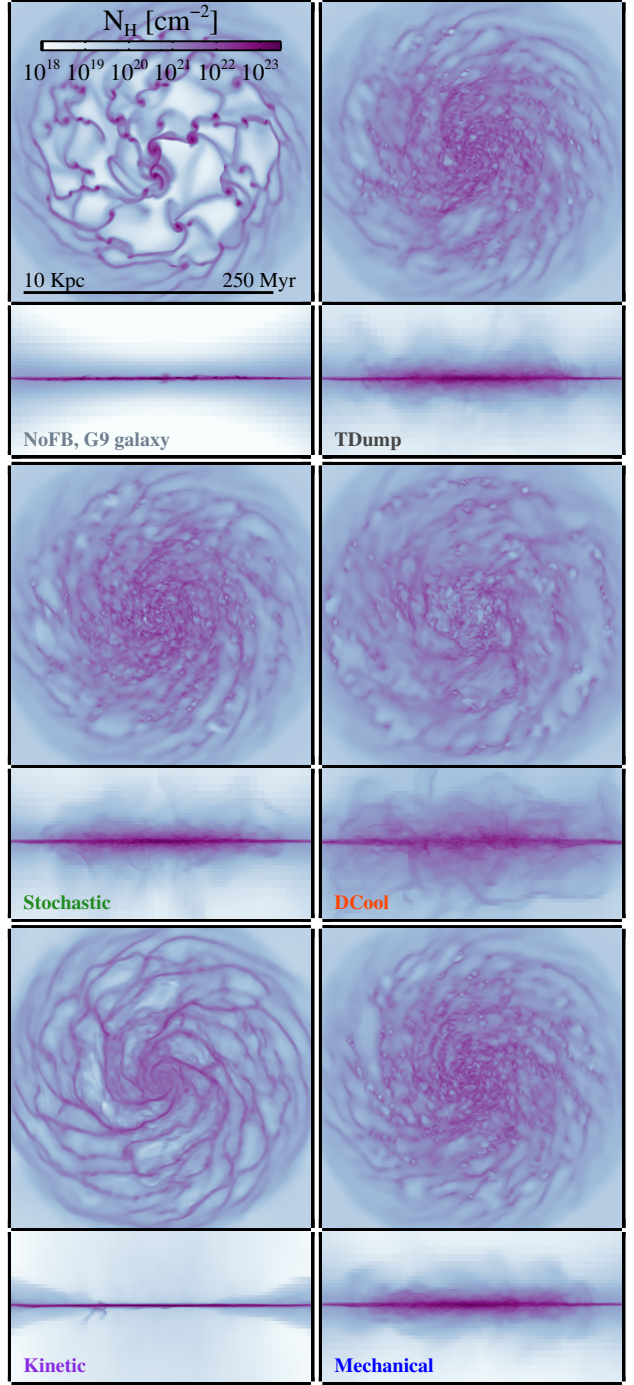 N_H [cm^−2]
10^18 10^19 10^20 10^21 10^22 10^23
10 Kpc 250 Myr
NoFB, G9 galaxy
TDump
Stochastic
DCool
Kinetic
Mechanical